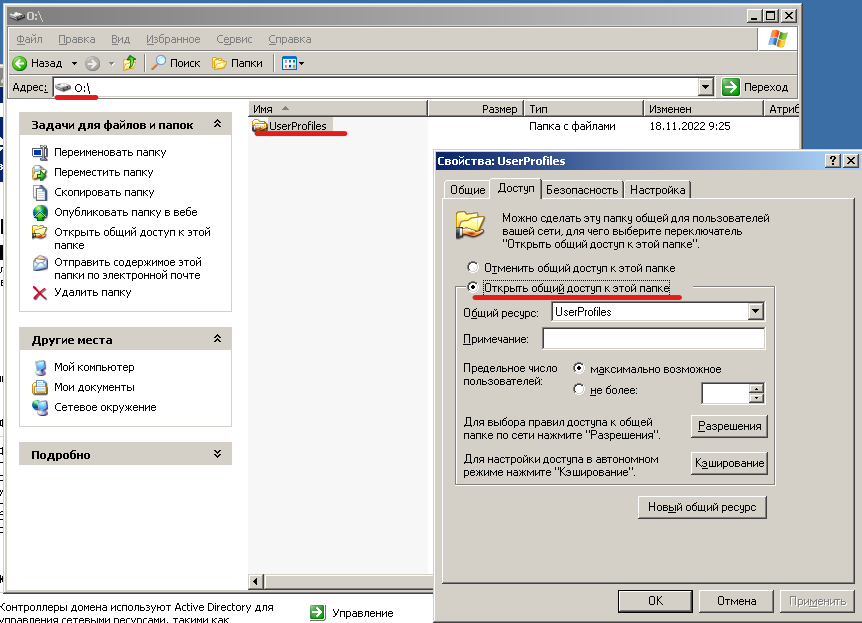 O:\
Файл Правка Вид Избранное Сервис Справка
Назад Поиск Папки
Адрес: O:\ Переход
Задачи для файлов и папок
Переименовать папку
Переместить папку
Скопировать папку
Опубликовать папку в вебе
Открыть общий доступ к этой
папке
Отправить содержимое этой
папки по электронной почте
Удалить папку
Другие места
Мой компьютер
Мои документы
Сетевое окружение
Подробно
Имя Размер Тип Изменен Атриб
UserProfiles Папка с файлами 18.11.2022 9:25
Свойства: UserProfiles
Общие Доступ Безопасность Настройка
Можно сделать эту папку общей для пользователей
вашей сети, для чего выберите переключатель
"Открыть общий доступ к этой папке".
Отменить общий доступ к этой папке
Открыть общий доступ к этой папке
Общий ресурс: UserProfiles
Примечание:
Предельное число
пользователей:
максимально возможное
не более:
Для выбора правил доступа к общей
папке по сети нажмите "Разрешения".
Разрешения
Для настройки доступа в автономном
режиме нажмите "Кэширование".
Кэширование
Новый общий ресурс
OK Отмена Применить
Контроллеры домена используют Active Directory для
управления сетевыми ресурсами, такими как
Управление